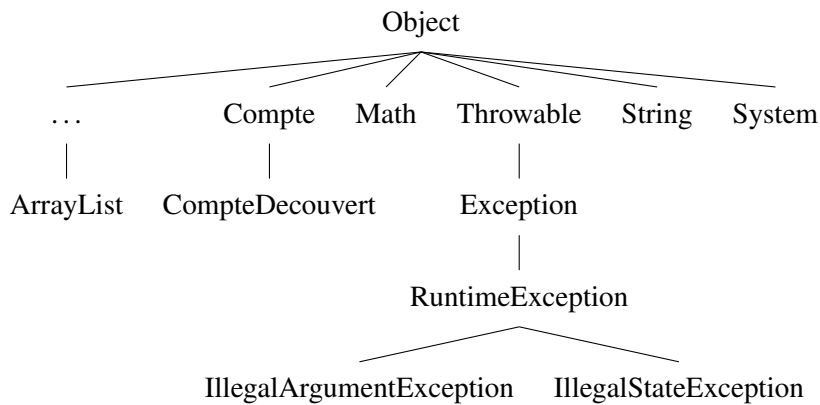 Object
... Compte Math Throwable String System
ArrayList CompteDecouvert Exception
RuntimeException
IllegalArgumentException IllegalStateException